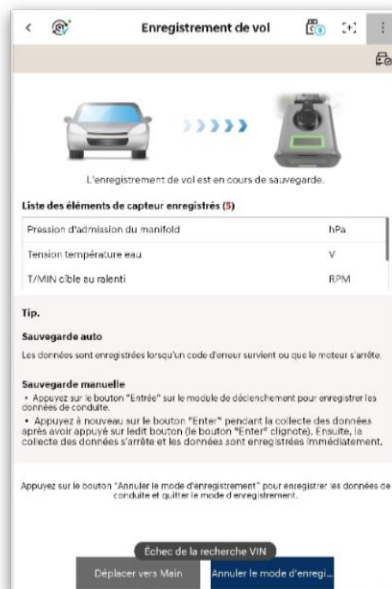 Enregistrement de vol
L'enregistrement de vol est en cours de sauvegarde.
Liste des éléments de capteur enregistrés (5)
Pression d'admission du manifold hPa
Tension température eau V
T/MIN cible au ralenti RPM
Tip.
Sauvegarde auto
Les données sont enregistrées lorsqu'un code d'erreur survient ou que le moteur s'arrête.
Sauvegarde manuelle
• Appuyez sur le bouton "Entrée" sur le module de déclenchement pour enregistrer les
données de conduite.
• Appuyez à nouveau sur le bouton "Enter" pendant la collecte des données
après avoir appuyé sur ledit bouton (le bouton "Enter" clignote). Ensuite, la
collecte des données s'arrête et les données sont enregistrées immédiatement.
Appuyez sur le bouton "Annuler le mode d'enregistrement" pour enregistrer les données de
conduite et quitter le mode d'enregistrement.
Échec de la recherche VIN
Déplacer vers Main Annuler le mode d'enregi...